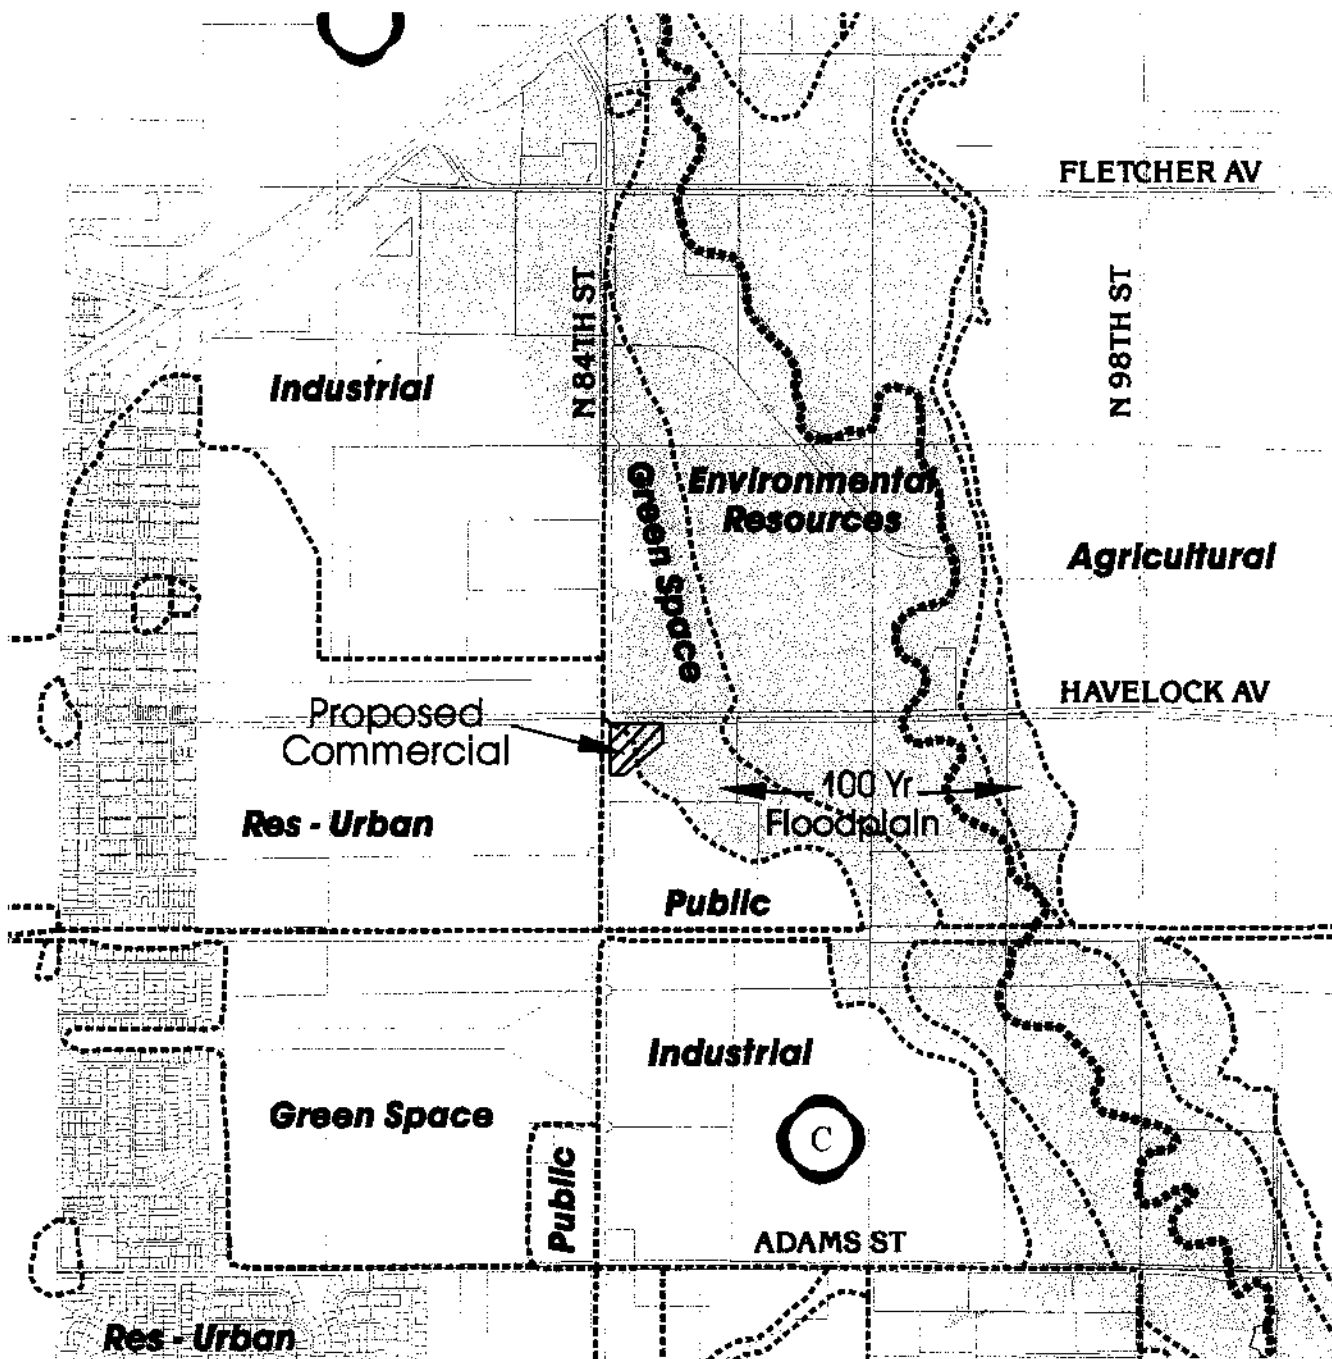 FLETCHER AV
N 84TH ST
N 98TH ST
Industrial
Green Space
Environmental
Resources
Agricultural
HAVELOCK AV
Proposed
Commercial
100 Yr
Floodplain
Res - Urban
Public
Industrial
Green Space
C
Public
ADAMS ST
Res - Urban